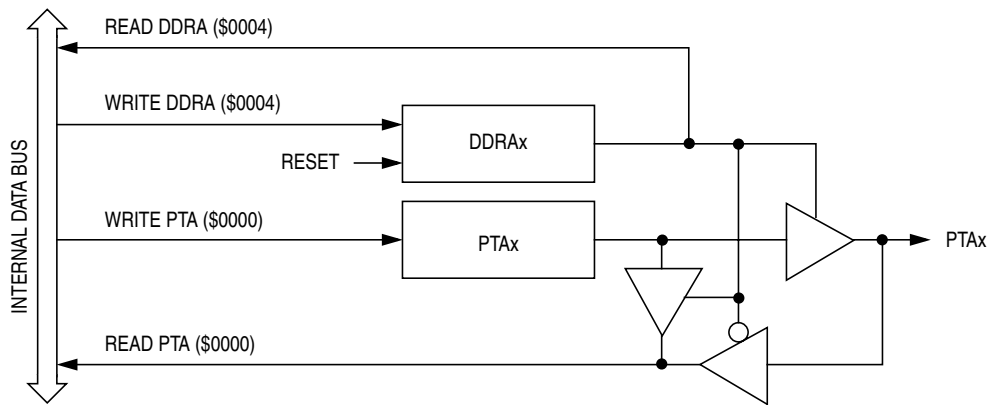 READ DDRA ($0004)
WRITE DDRA ($0004)
DDRAx
RESET
INTERNAL DATA BUS
WRITE PTA ($0000)
PTAx
PTAx
READ PTA ($0000)